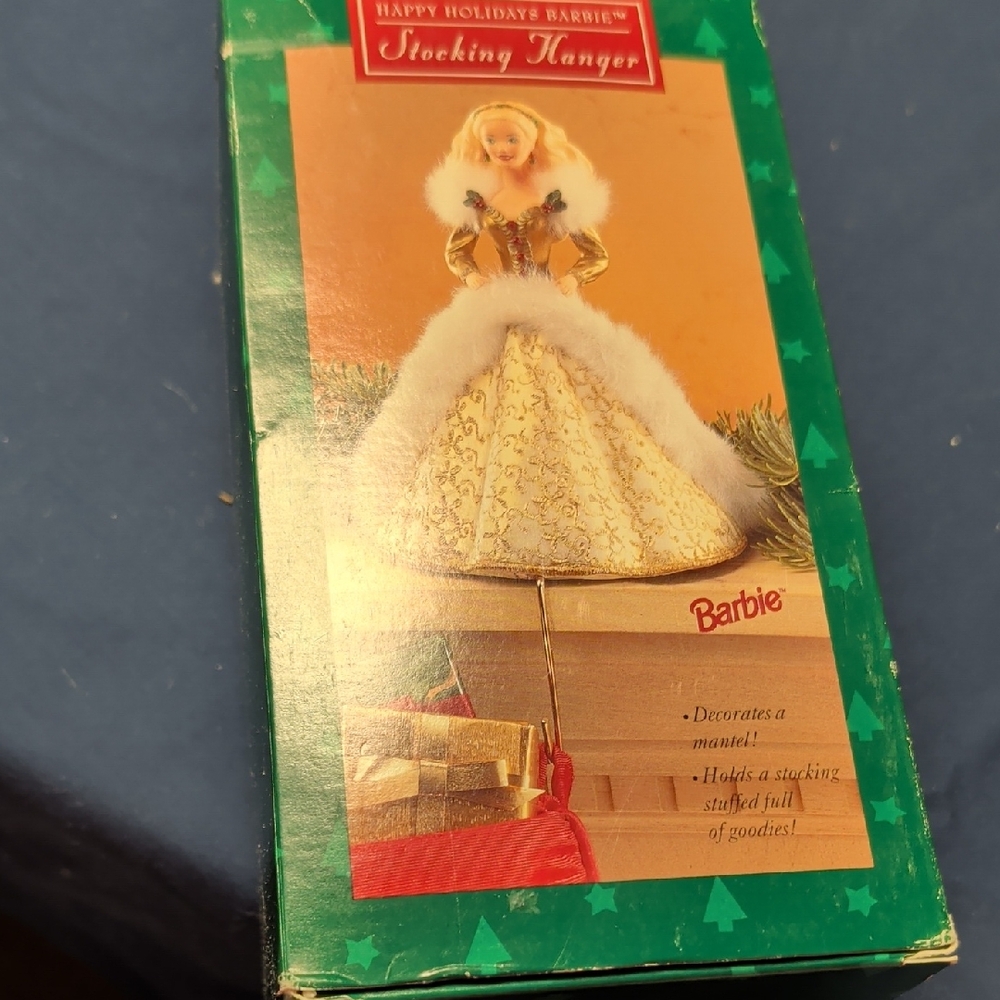 HAPPY HOLIDAYS BARBIE™
Stocking Hanger
Barbie™
• Decorates a
mantel!
• Holds a stocking
stuffed full
of goodies!